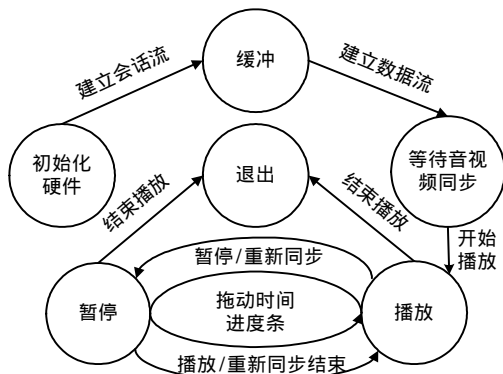 建立会话流
缓冲
建立数据流
初始化
硬件
退出
等待音视
频同步
结束播放
结束播放
开始
播放
暂停/重新同步
暂停
拖动时间
进度条
播放
播放/重新同步结束